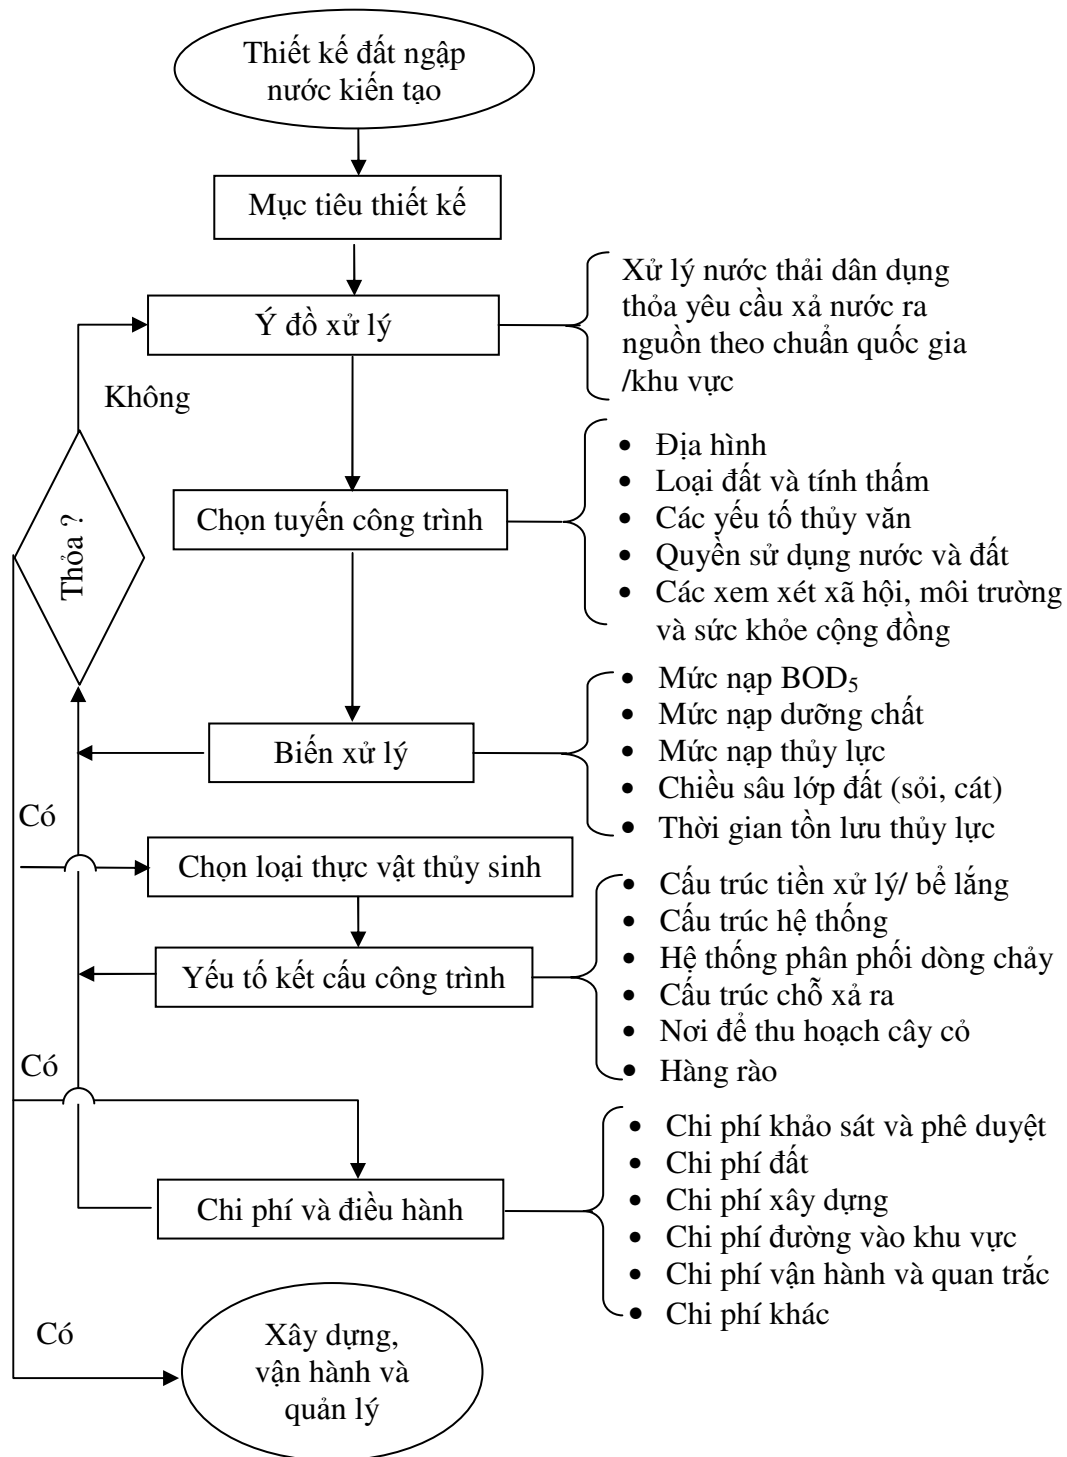 Thiết kế đất ngập
nước kiến tạo
Mục tiêu thiết kế
Ý đồ xử lý
Xử lý nước thải dân dụng
thỏa yêu cầu xả nước ra
nguồn theo chuẩn quốc gia
/khu vực
Không
Thỏa ?
Chọn tuyến công trình
• Địa hình
• Loại đất và tính thấm
• Các yếu tố thủy văn
• Quyền sử dụng nước và đất
• Các xem xét xã hội, môi trường
và sức khỏe cộng đồng
Biến xử lý
• Mức nạp BOD₅
• Mức nạp dưỡng chất
• Mức nạp thủy lực
• Chiều sâu lớp đất (sỏi, cát)
• Thời gian tồn lưu thủy lực
Có
Chọn loại thực vật thủy sinh
Yếu tố kết cấu công trình
• Cấu trúc tiền xử lý/ bể lắng
• Cấu trúc hệ thống
• Hệ thống phân phối dòng chảy
• Cấu trúc chỗ xả ra
• Nơi để thu hoạch cây cỏ
• Hàng rào
Có
Chi phí và điều hành
• Chi phí khảo sát và phê duyệt
• Chi phí đất
• Chi phí xây dựng
• Chi phí đường vào khu vực
• Chi phí vận hành và quan trắc
• Chi phí khác
Có
Xây dựng,
vận hành và
quản lý